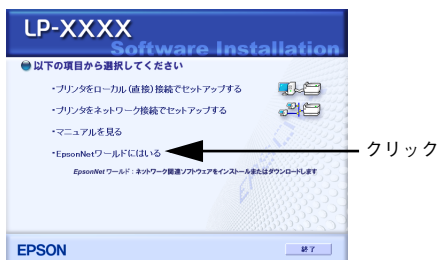 LP-XXXX
Software Installation
以下の項目から選択してください
・プリンタをローカル(直接)接続でセットアップする
・プリンタをネットワーク接続でセットアップする
・マニュアルを見る
・EpsonNetワールドにはいる
クリック
EpsonNet ワールド:ネットワーク関連ソフトウェアをインストールまたはダウンロードします
EPSON
EPSON
終了